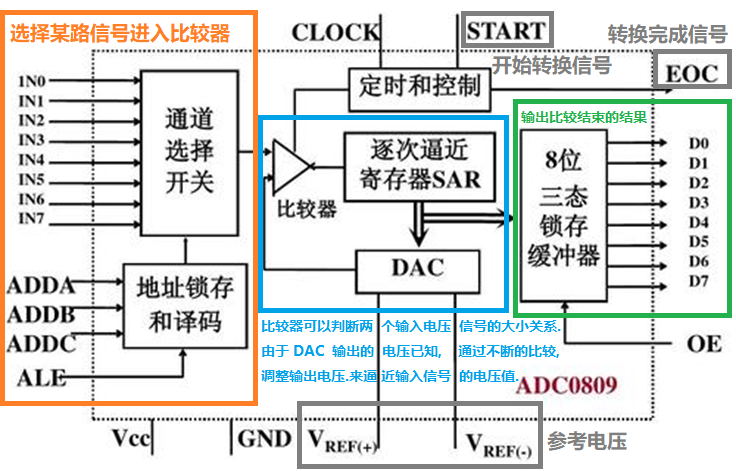 选择某路信号进入比较器
CLOCK
START
转换完成信号
开始转换信号
EOC
定时和控制
1N0
IN1
IN2
IN3
IN4
IN5
IN6
IN7
通道
选择
开关
比较器
逐次逼近
寄存器SAR
输出比较结束的结果
8位
三态
锁存
缓冲器
D0
D1
D2
D3
D4
D5
D6
D7
DAC
ADDA
ADDB
ADDC
ALE
地址锁存
和译码
比较器可以判断两个输入电压信号的大小关系.
由于DAC输出的电压已知,通过不断的比较,
调整输出电压.来逼近输入信号的电压值.
OE
ADC0809
Vcc
GND
VREF(+)
VREF(-)
参考电压